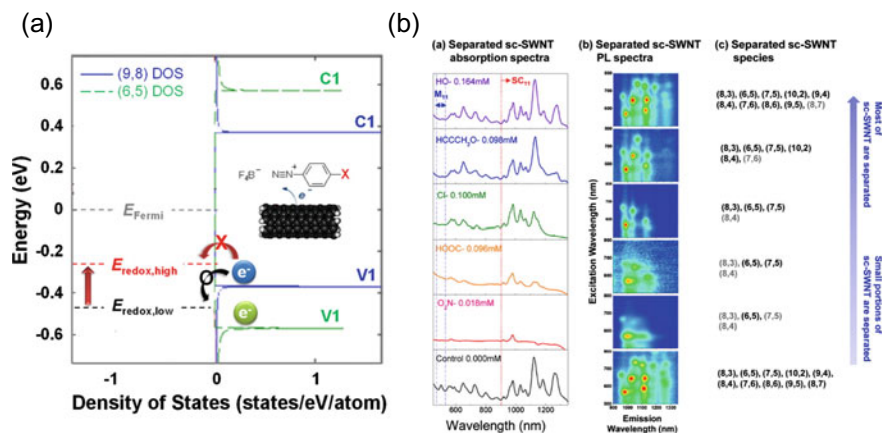 (a)
(9,8) DOS
(6,5) DOS
C1
C1
F₄B⁻
N≡N⁺
X
e⁻
E_Fermi
X
E_redox,high
e⁻
V1
E_redox,low
e⁻
V1
0.6
0.4
0.2
0
-0.2
-0.4
-0.6
Energy (eV)
-1
0
1
Density of States (states/eV/atom)
(b)
(a) Separated sc-SWNT
absorption spectra
M₁₁
SC₁₁
HO- 0.164mM
HCCCH₂O- 0.096mM
Cl- 0.100mM
HOOC- 0.096mM
O₂N- 0.016mM
Control 0.000mM
600
800
1000
1200
Wavelength (nm)
(b) Separated sc-SWNT
PL spectra
Excitation Wavelength (nm)
900
1000
1100
1200
1300
Emission
Wavelength (nm)
(c) Separated sc-SWNT
species
(8,3), (6,5), (7,5), (10,2), (9,4)
(8,4), (7,6), (8,6), (9,5), (8,7)
(8,3), (6,5), (7,5), (10,2)
(8,4), (7,6)
(8,3), (6,5), (7,5)
(8,4)
(8,3), (6,5), (7,5)
(8,4)
(8,3), (6,5), (7,5)
(8,4)
(8,3), (6,5), (7,5), (10,2), (9,4),
(8,4), (7,6), (8,6), (9,5), (8,7)
Most of
sc-SWNT are separated
Small portions of
sc-SWNT are separated